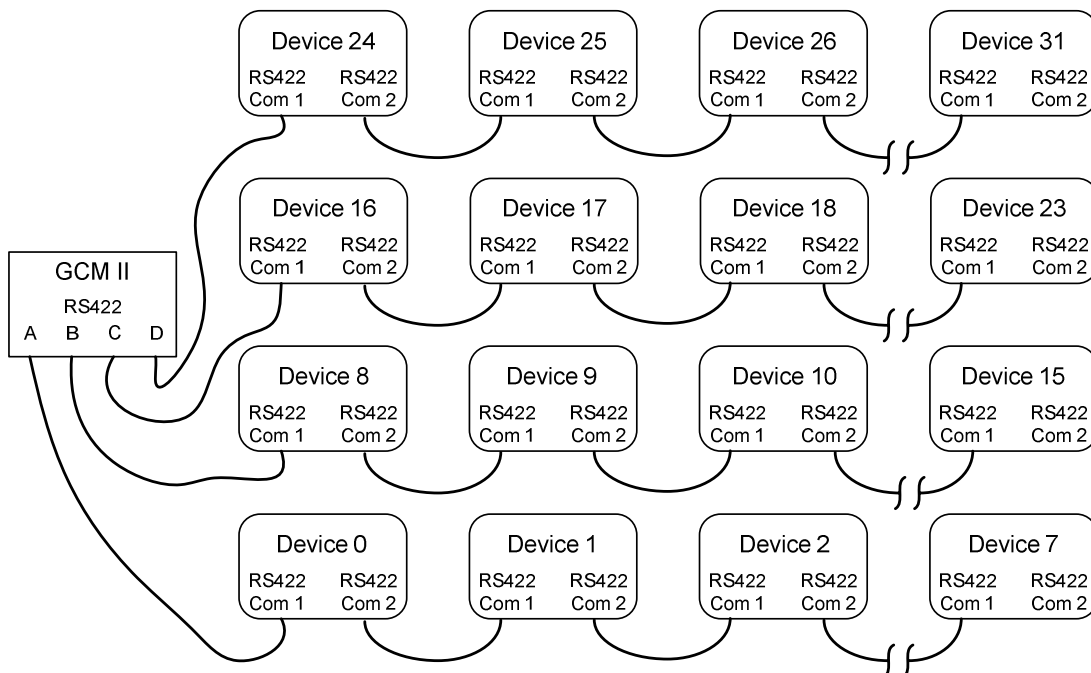 Device 24
RS422 RS422
Com 1 Com 2
Device 25
RS422 RS422
Com 1 Com 2
Device 26
RS422 RS422
Com 1 Com 2
Device 31
RS422 RS422
Com 1 Com 2
Device 16
RS422 RS422
Com 1 Com 2
Device 17
RS422 RS422
Com 1 Com 2
Device 18
RS422 RS422
Com 1 Com 2
Device 23
RS422 RS422
Com 1 Com 2
GCM II
RS422
A B C D
Device 8
RS422 RS422
Com 1 Com 2
Device 9
RS422 RS422
Com 1 Com 2
Device 10
RS422 RS422
Com 1 Com 2
Device 15
RS422 RS422
Com 1 Com 2
Device 0
RS422 RS422
Com 1 Com 2
Device 1
RS422 RS422
Com 1 Com 2
Device 2
RS422 RS422
Com 1 Com 2
Device 7
RS422 RS422
Com 1 Com 2